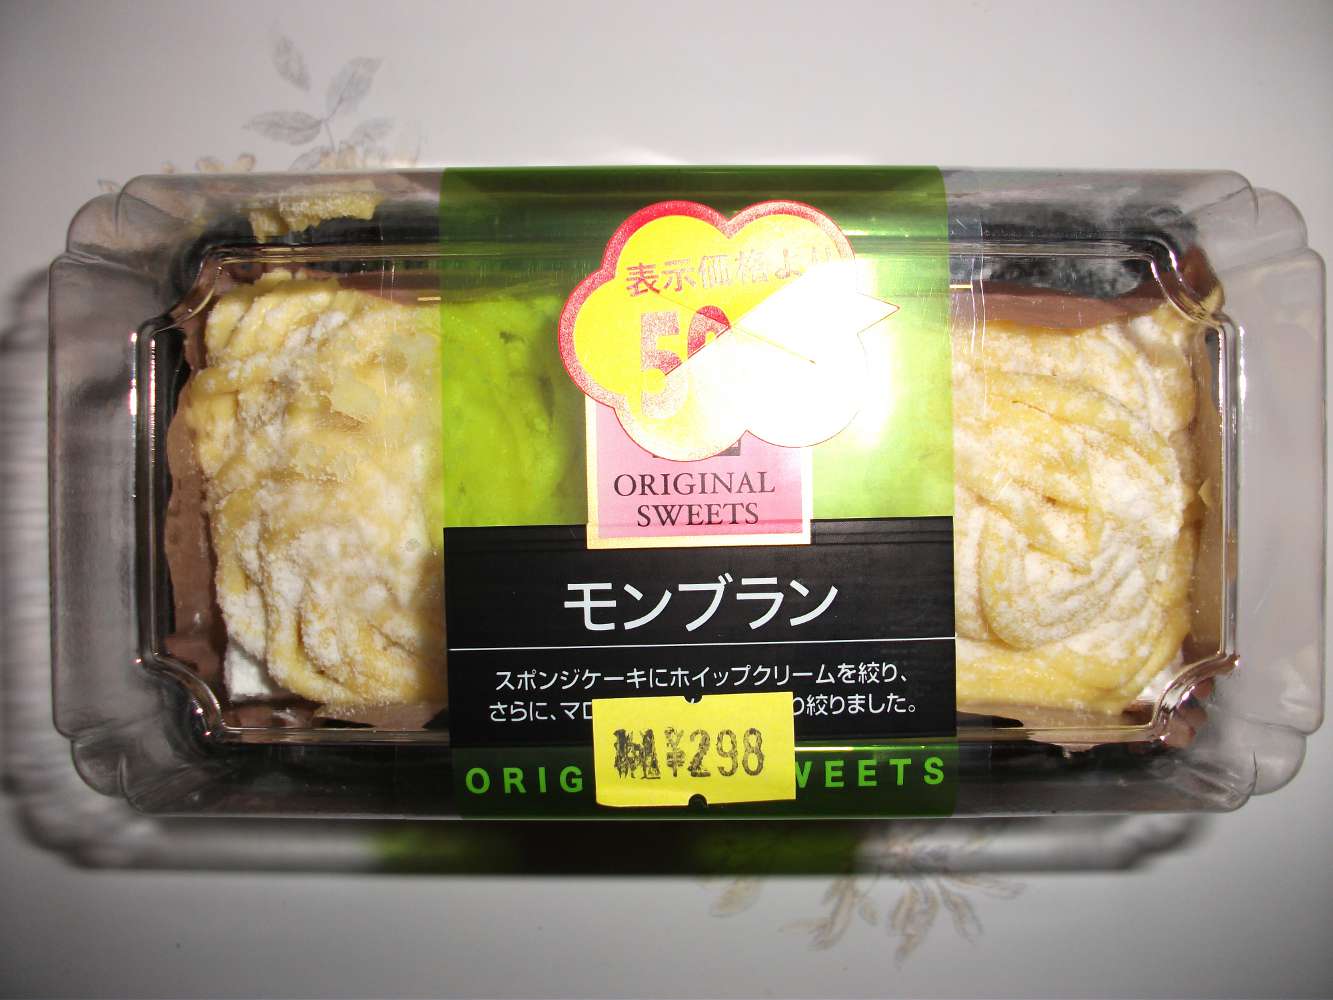 表示価格より
50
ORIGINAL
SWEETS
モンブラン
スポンジケーキにホイップクリームを絞り、
さらに、マロ り絞りました。
¥298
ORIG WEETS